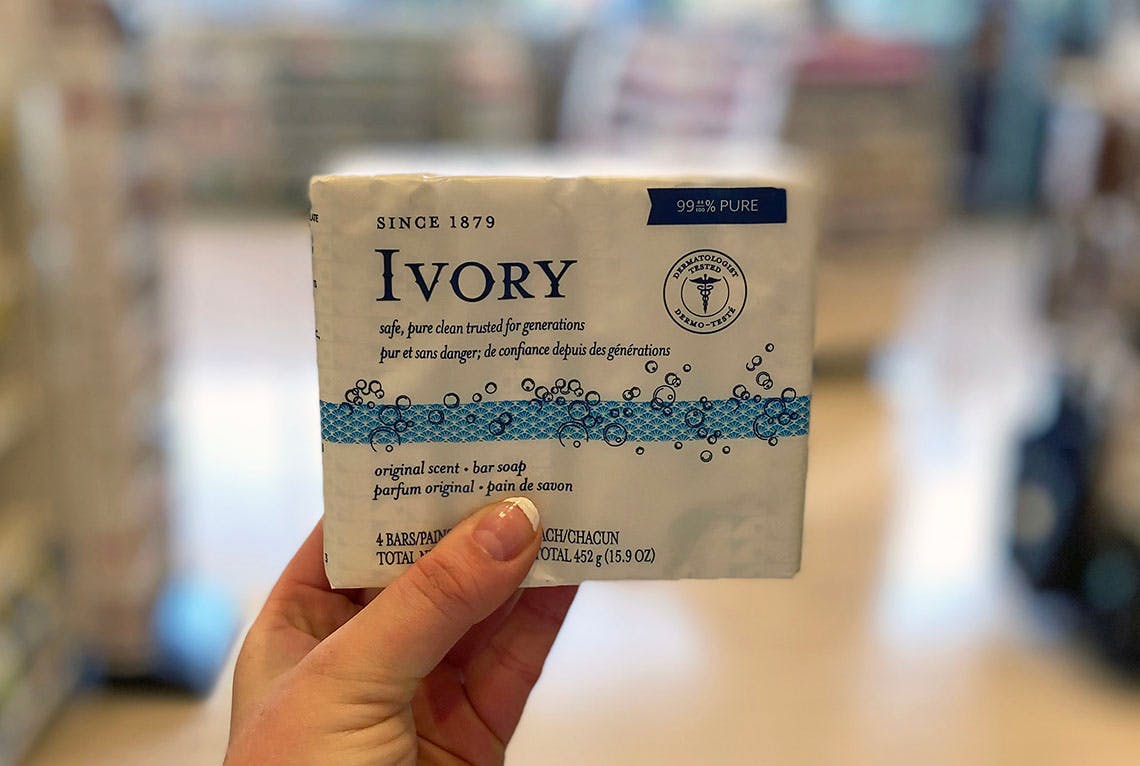 SINCE 1879
99 44/100% PURE
IVORY
DERMATOLOGIST
TESTED
DERMO-TESTÉ
safe, pure clean trusted for generations
pur et sans danger; de confiance depuis des générations
original scent • bar soap
parfum original • pain de savon
4 BARS/PAIN ACH/CHACUN
TOTAL N OTAL 452 g (15.9 OZ)